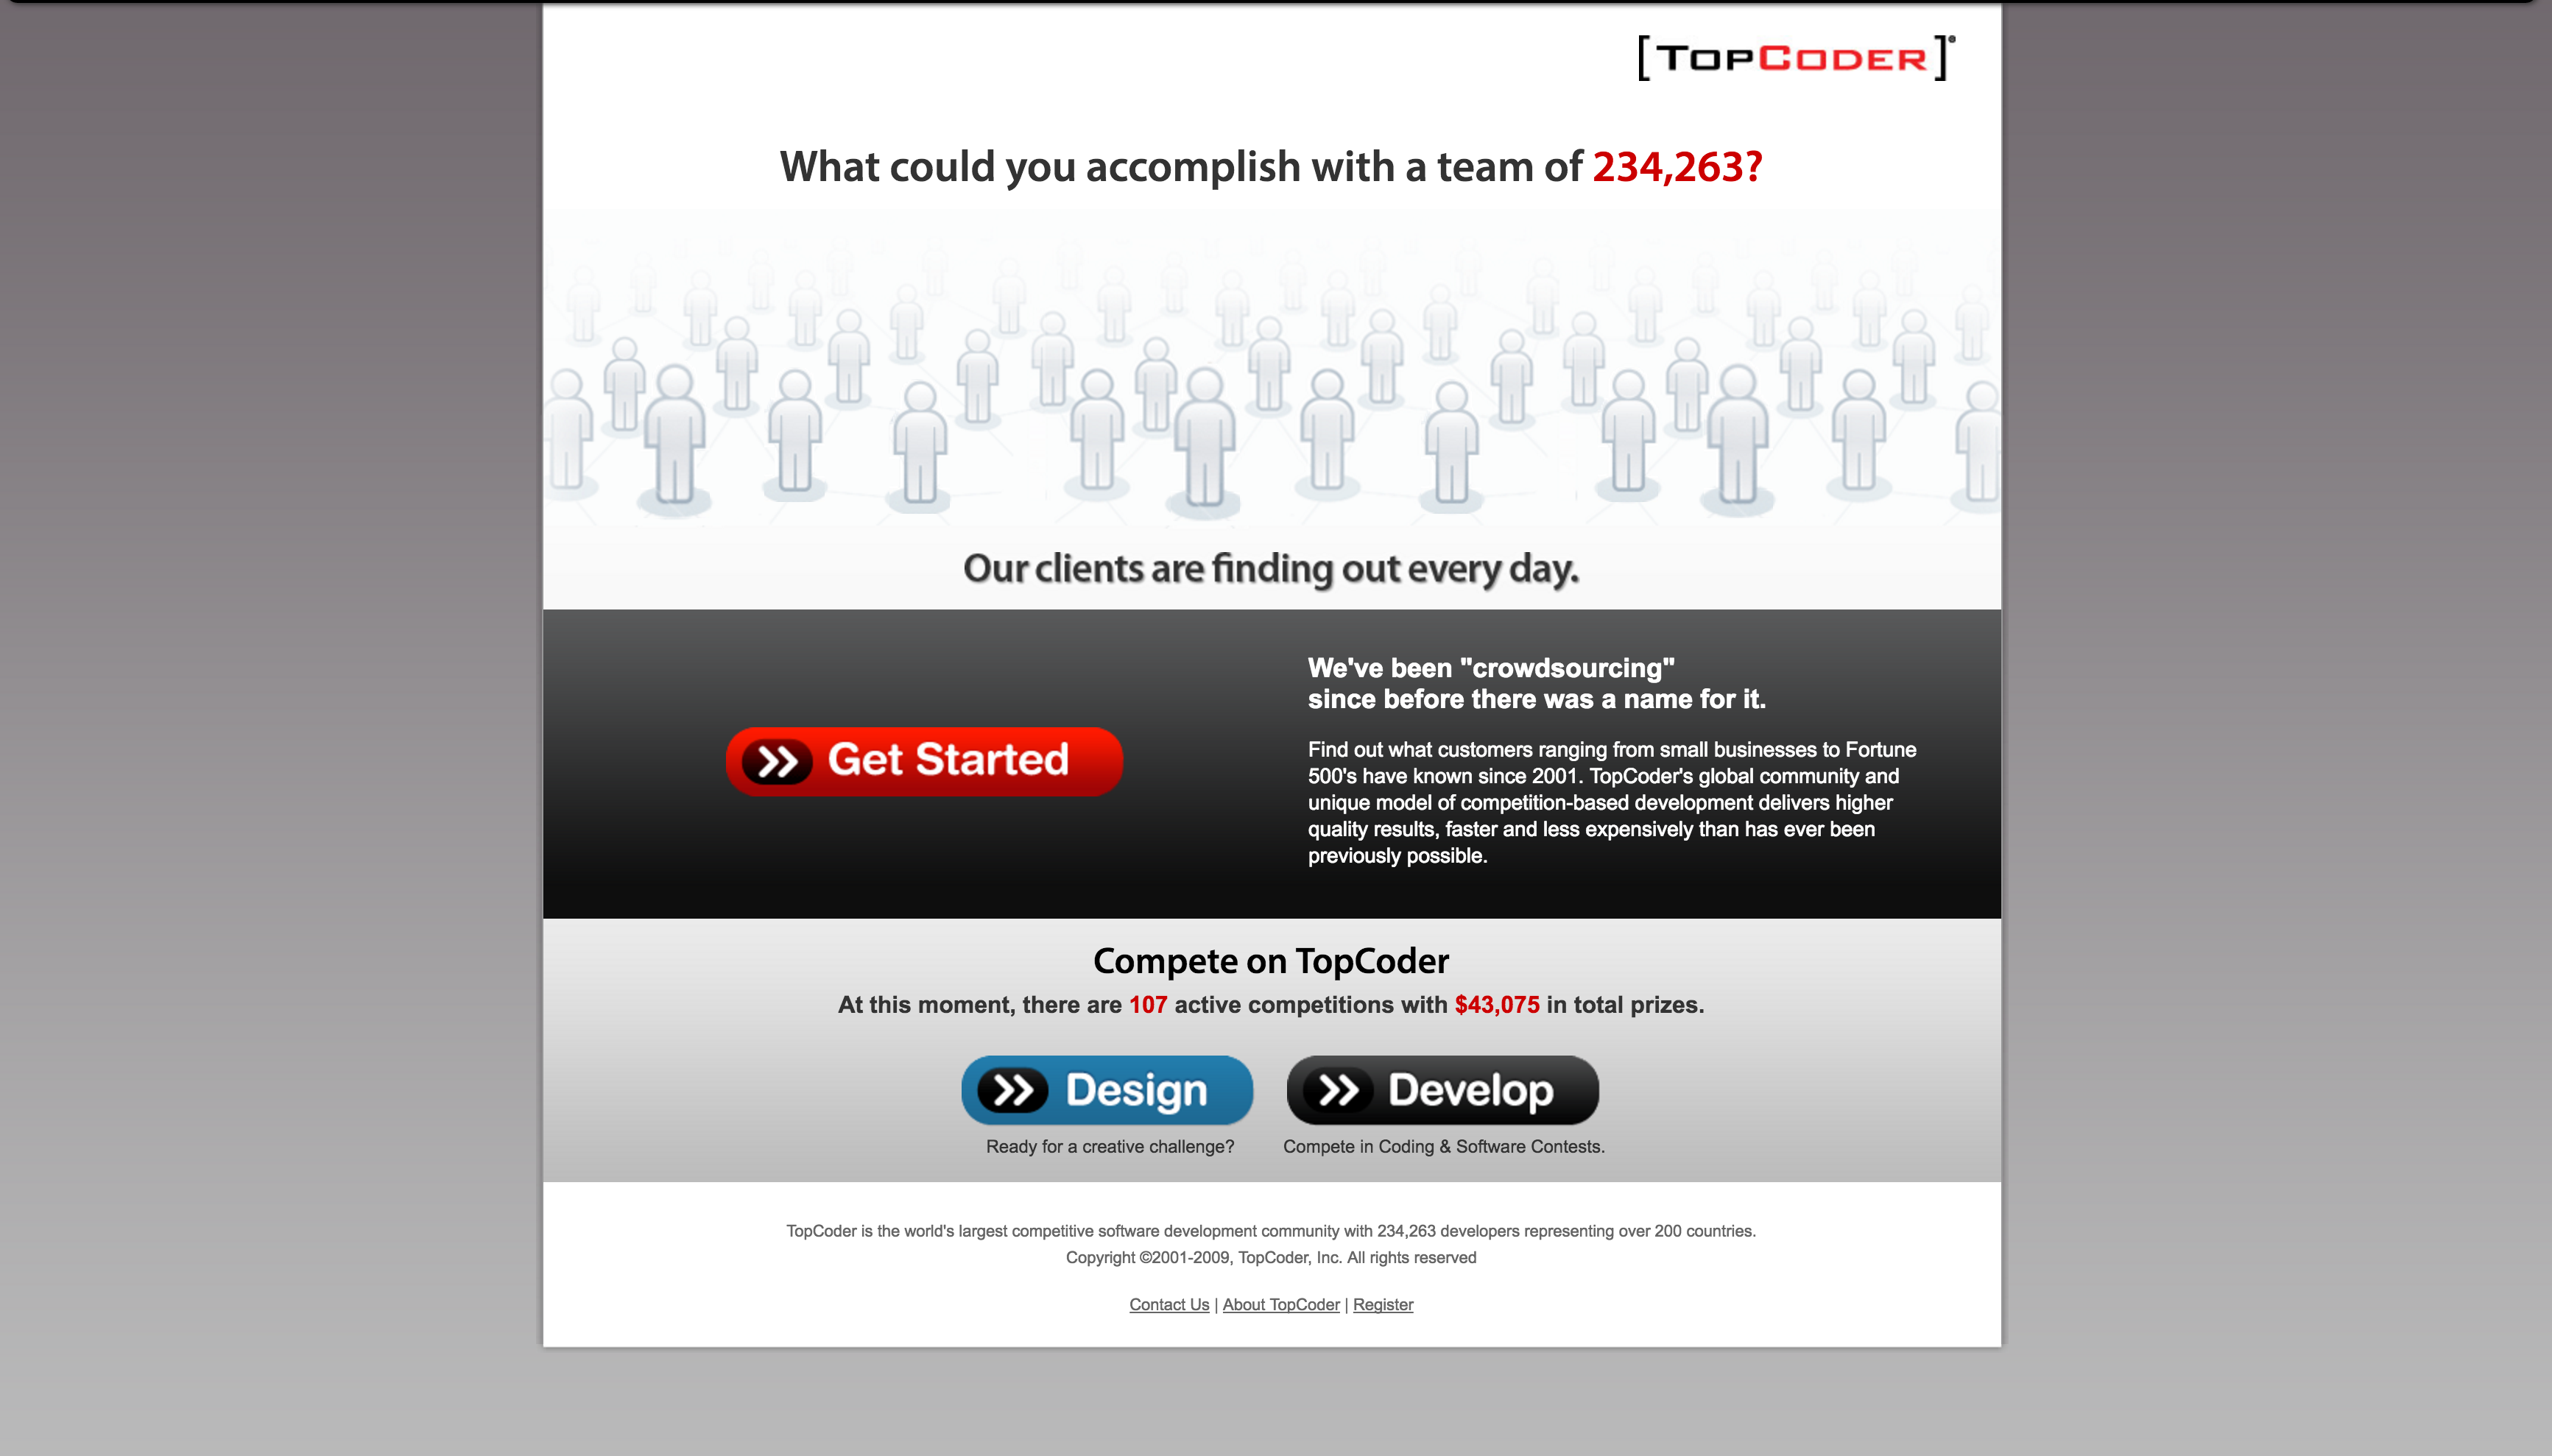 [TOPCODER]®
What could you accomplish with a team of 234,263?
Our clients are finding out every day.
Get Started
We've been "crowdsourcing"
since before there was a name for it.
Find out what customers ranging from small businesses to Fortune
500's have known since 2001. TopCoder's global community and
unique model of competition-based development delivers higher
quality results, faster and less expensively than has ever been
previously possible.
Compete on TopCoder
At this moment, there are 107 active competitions with $43,075 in total prizes.
Design
Ready for a creative challenge?
Develop
Compete in Coding & Software Contests.
TopCoder is the world's largest competitive software development community with 234,263 developers representing over 200 countries.
Copyright ©2001-2009, TopCoder, Inc. All rights reserved
Contact Us | About TopCoder | Register